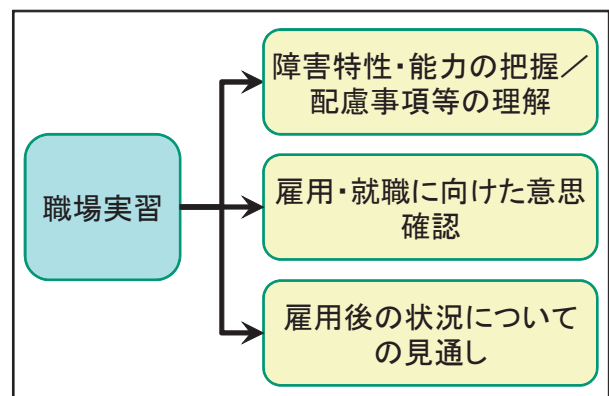 職場実習
障害特性・能力の把握／
配慮事項等の理解
雇用・就職に向けた意思
確認
雇用後の状況について
の見通し